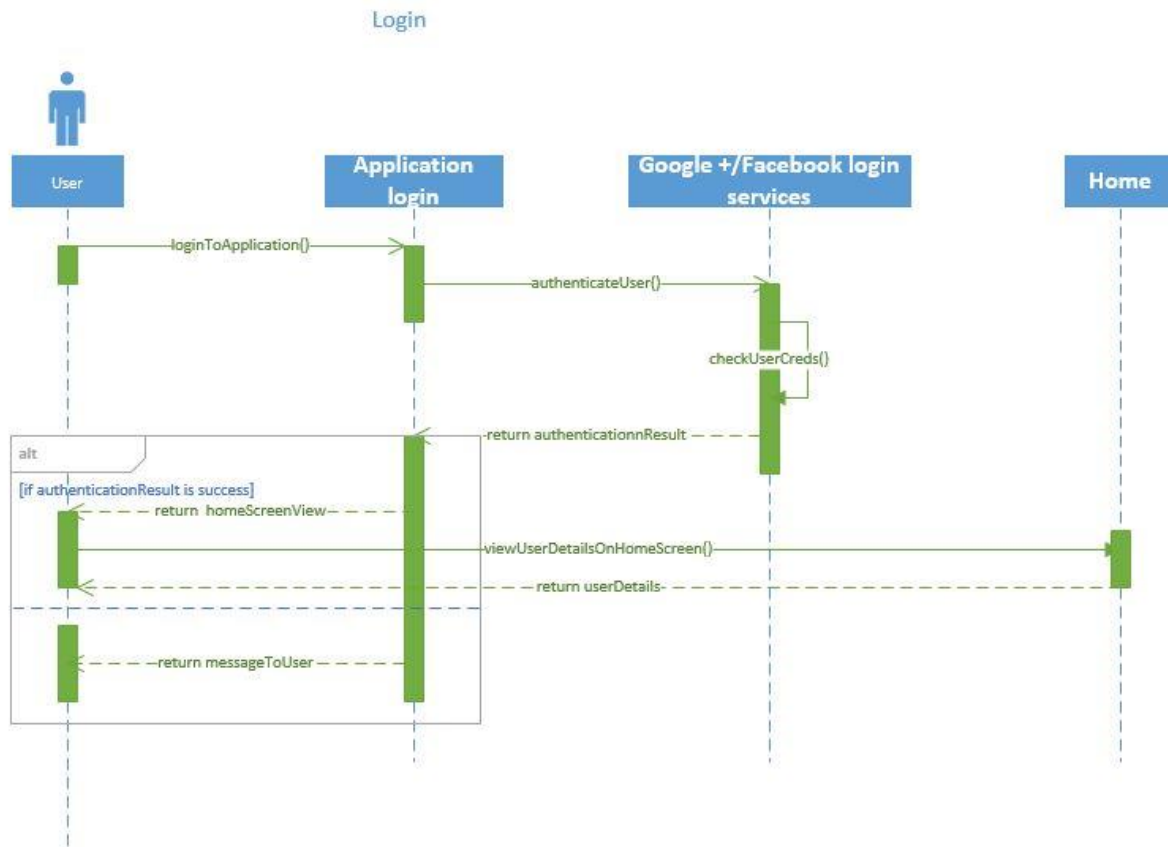 Login
User
Application
login
Google +/Facebook login
services
Home
loginToApplication()
authenticateUser()
checkUserCreds()
return authenticationnResult
alt
[if authenticationResult is success]
return homeScreenView
viewUserDetailsOnHomeScreen()
return userDetails
return messageToUser